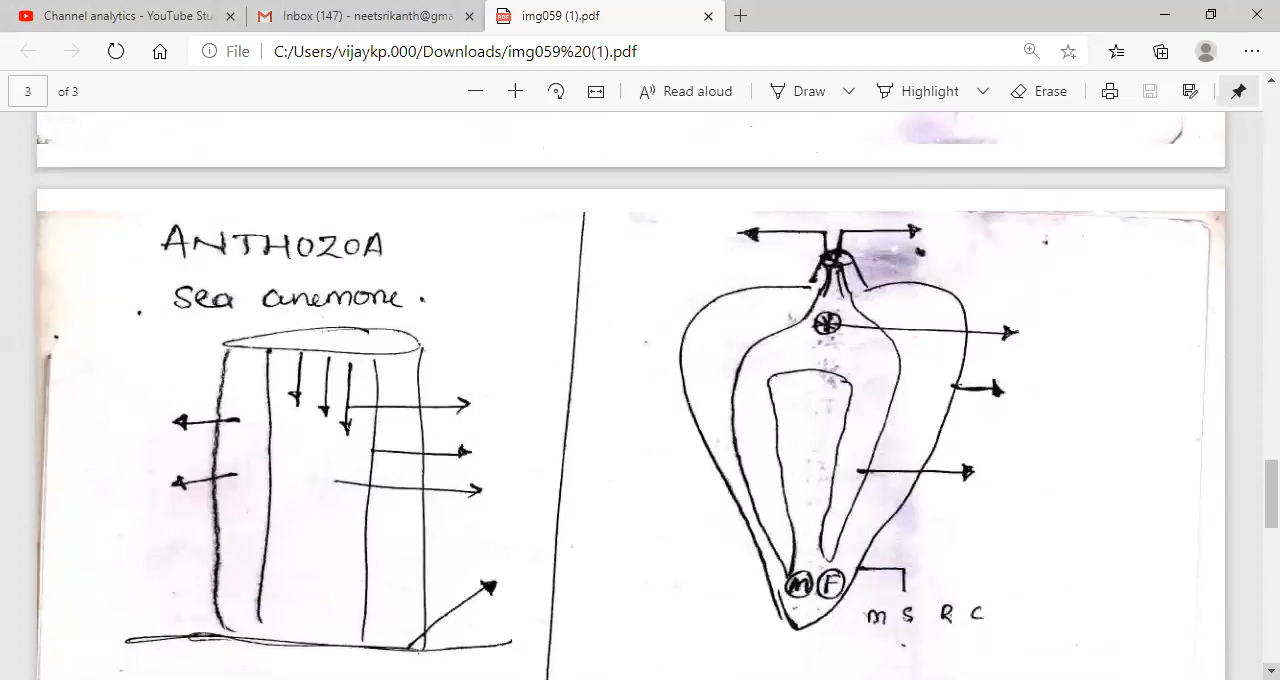 Channel analytics - YouTube Stu
Inbox (147) - neetsrikanth@gma
img059 (1).pdf
File
C:/Users/vijaykp.000/Downloads/img059%20(1).pdf
3
of 3
Read aloud
Draw
Highlight
Erase
ANTHOZOA
Sea anemone.
M F
M S R C